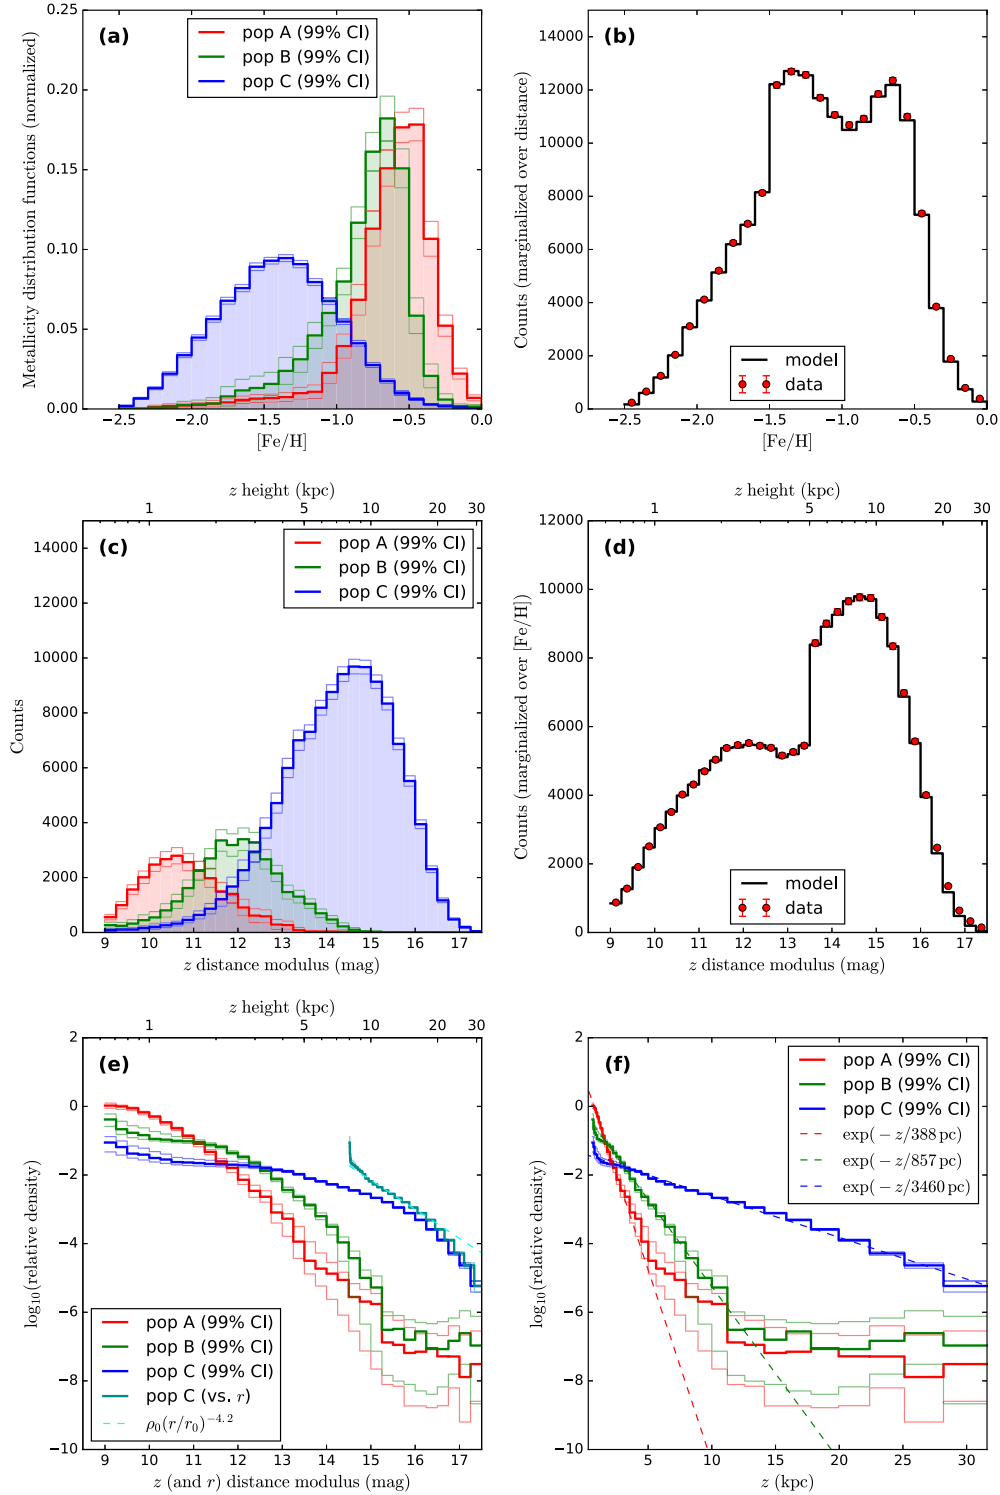 (a)
pop A (99% CI)
pop B (99% CI)
pop C (99% CI)
Metallicity distribution functions (normalized)
0.25
0.20
0.15
0.10
0.05
0.00
−2.5 −2.0 −1.5 −1.0 −0.5 0.0
[Fe/H]
(b)
Counts (marginalized over distance)
14000
12000
10000
8000
6000
4000
2000
0
model
data
−2.5 −2.0 −1.5 −1.0 −0.5 0.0
[Fe/H]
z height (kpc)
1 5 10 20 30
(c)
pop A (99% CI)
pop B (99% CI)
pop C (99% CI)
Counts
14000
12000
10000
8000
6000
4000
2000
0
9 10 11 12 13 14 15 16 17
z distance modulus (mag)
z height (kpc)
1 5 10 20 30
(d)
Counts (marginalized over [Fe/H])
12000
10000
8000
6000
4000
2000
0
model
data
9 10 11 12 13 14 15 16 17
z distance modulus (mag)
z height (kpc)
1 5 10 20 30
(e)
log₁₀(relative density)
2
0
−2
−4
−6
−8
−10
pop A (99% CI)
pop B (99% CI)
pop C (99% CI)
pop C (vs. r)
ρ₀(r/r₀)⁻⁴·²
9 10 11 12 13 14 15 16 17
z (and r) distance modulus (mag)
(f)
pop A (99% CI)
pop B (99% CI)
pop C (99% CI)
exp(−z/388 pc)
exp(−z/857 pc)
exp(−z/3460 pc)
log₁₀(relative density)
2
0
−2
−4
−6
−8
−10
5 10 15 20 25 30
z (kpc)